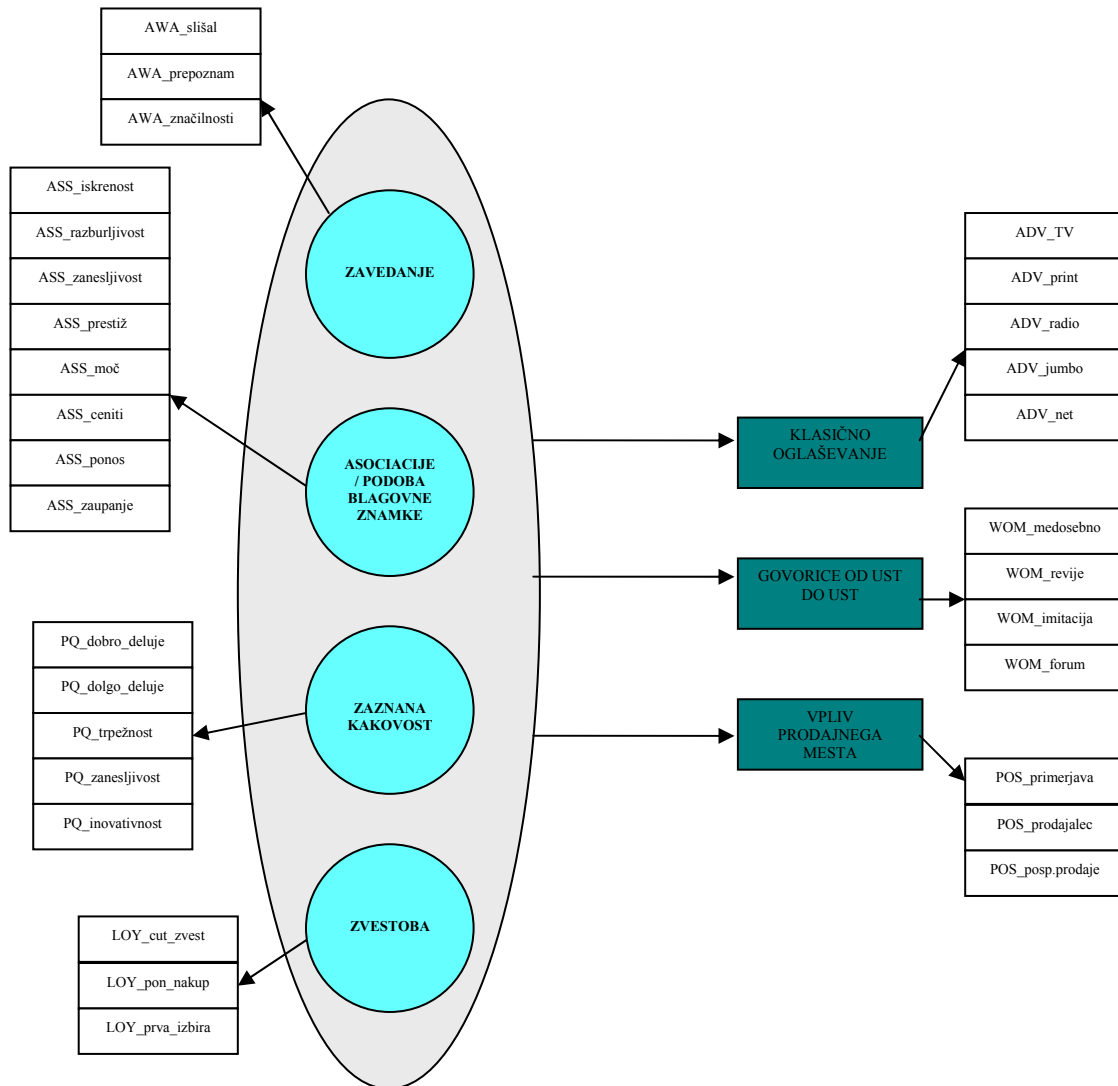 AWA_slišal
AWA_prepoznam
AWA_značilnosti
ASS_iskrenost
ASS_razburljivost
ASS_zanesljivost
ASS_prestiž
ASS_moč
ASS_ceniti
ASS_ponos
ASS_zaupanje
PQ_dobro_deluje
PQ_dolgo_deluje
PQ_trpežnost
PQ_zanesljivost
PQ_inovativnost
LOY_cut_zvest
LOY_pon_nakup
LOY_prva_izbira
ZAVEDANJE
ASOCIACIJE
/ PODOBA
BLAGOVNE
ZNAMKE
ZAZNANA
KAKOVOST
ZVESTOBA
KLASIČNO
OGLAŠEVANJE
GOVORICE OD UST
DO UST
VPLIV
PRODAJNEGA
MESTA
ADV_TV
ADV_print
ADV_radio
ADV_jumbo
ADV_net
WOM_medosebno
WOM_revije
WOM_imitacija
WOM_forum
POS_primerjava
POS_prodajalec
POS_posp.prodaje